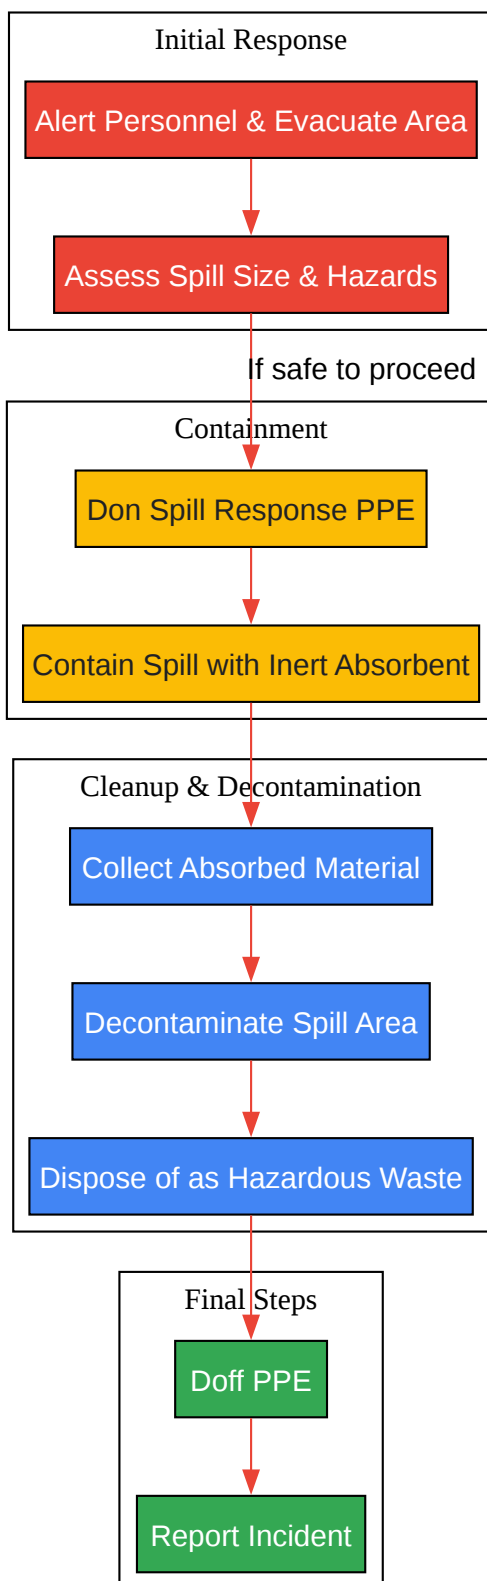 Initial Response
Alert Personnel & Evacuate Area
Assess Spill Size & Hazards
If safe to proceed
Containment
Don Spill Response PPE
Contain Spill with Inert Absorbent
Cleanup & Decontamination
Collect Absorbed Material
Decontaminate Spill Area
Dispose of as Hazardous Waste
Final Steps
Doff PPE
Report Incident